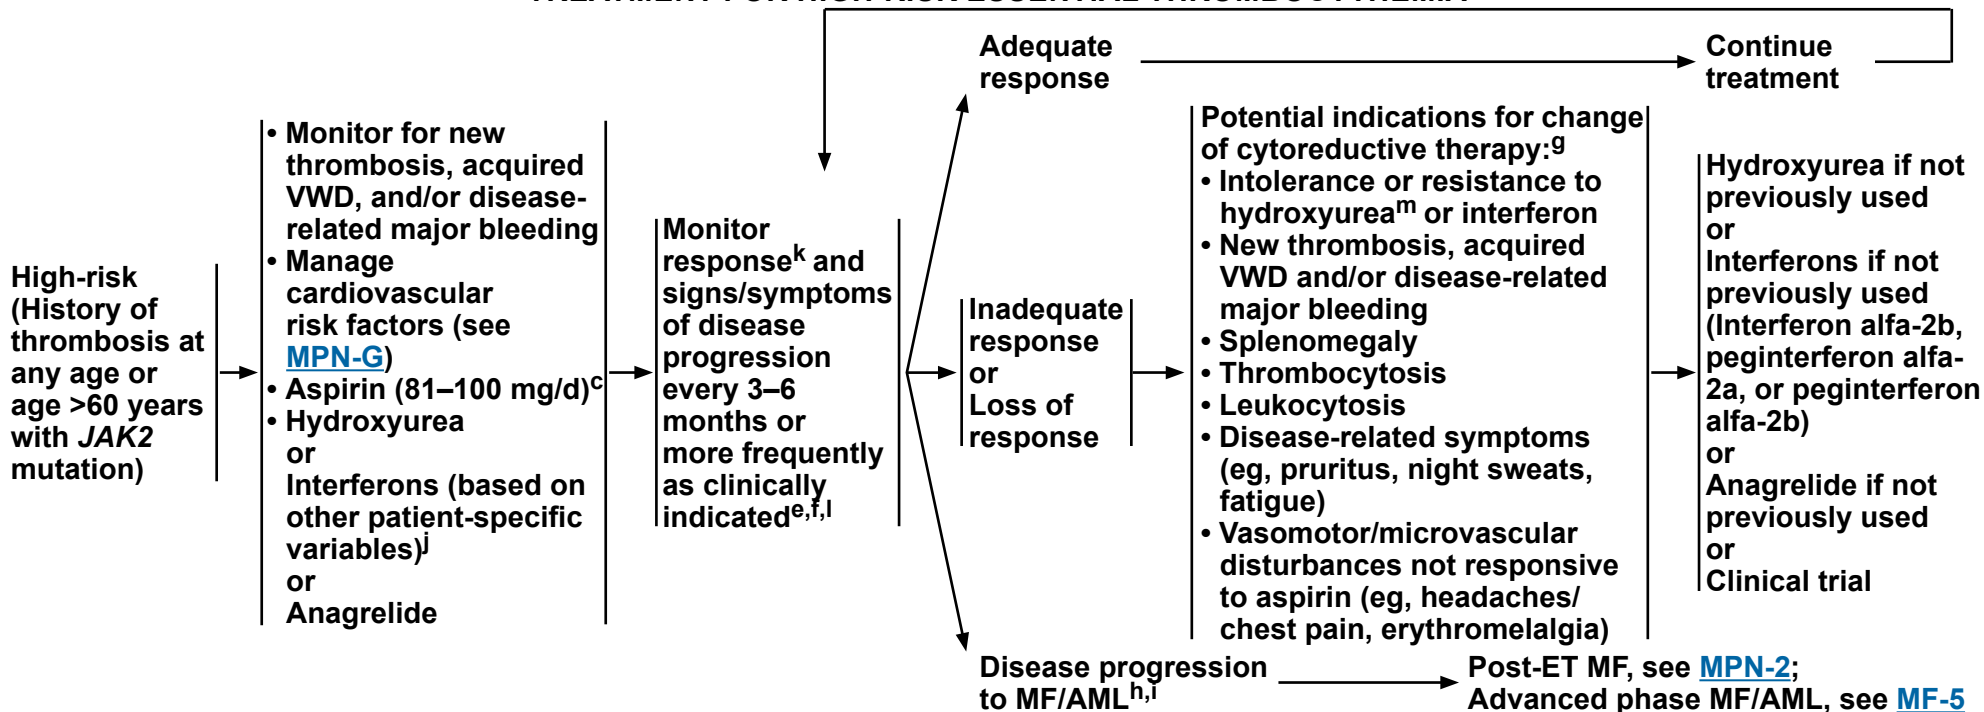 TREATMENT FOR HIGH-RISK ESSENTIAL THROMBOCYTHEMIA
High-risk
(History of
thrombosis at
any age or
age >60 years
with JAK2
mutation)
• Monitor for new
thrombosis, acquired
VWD, and/or disease-
related major bleeding
• Manage
cardiovascular
risk factors (see
MPN-G)
• Aspirin (81–100 mg/d)c
• Hydroxyurea
or
Interferons (based on
other patient-specific
variables)j
or
Anagrelide
Monitor
responsek and
signs/symptoms
of disease
progression
every 3–6
months or
more frequently
as clinically
indicatede,f,l
Adequate
response
Continue
treatment
Inadequate
response
or
Loss of
response
Potential indications for change
of cytoreductive therapy:g
• Intolerance or resistance to
hydroxyuream or interferon
• New thrombosis, acquired
VWD and/or disease-related
major bleeding
• Splenomegaly
• Thrombocytosis
• Leukocytosis
• Disease-related symptoms
(eg, pruritus, night sweats,
fatigue)
• Vasomotor/microvascular
disturbances not responsive
to aspirin (eg, headaches/
chest pain, erythromelalgia)
Hydroxyurea if not
previously used
or
Interferons if not
previously used
(Interferon alfa-2b,
peginterferon alfa-
2a, or peginterferon
alfa-2b)
or
Anagrelide if not
previously used
or
Clinical trial
Disease progression
to MF/AMLh,i
Post-ET MF, see MPN-2;
Advanced phase MF/AML, see MF-5